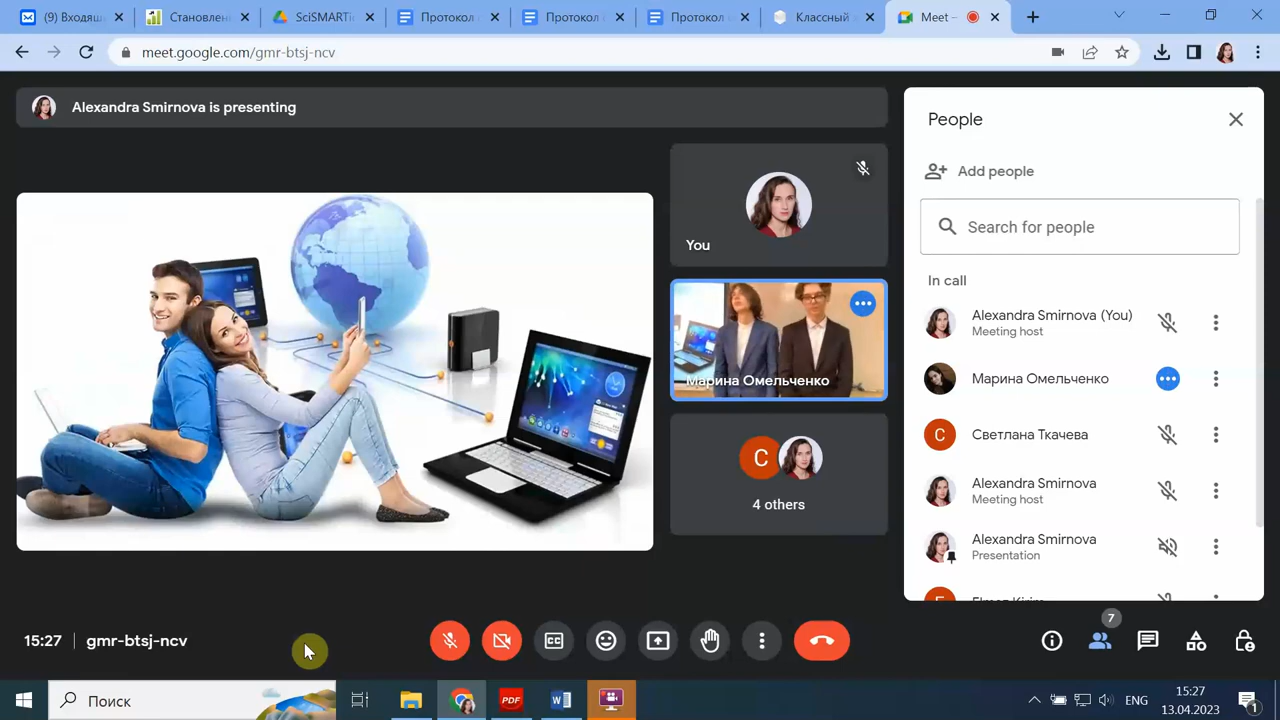 (9) Входящ
Становлен
SciSMARTi
Протокол
Протокол
Протокол
Классный
Meet –
meet.google.com/gmr-btsj-ncv
Alexandra Smirnova is presenting
You
Марина Омельченко
4 others
People
Add people
Search for people
In call
Alexandra Smirnova (You)
Meeting host
Марина Омельченко
С
Светлана Ткачева
Alexandra Smirnova
Meeting host
Alexandra Smirnova
Presentation
C
7
15:27
gmr-btsj-ncv
CC
Поиск
PDF
W
ENG
15:27
13.04.2023
1